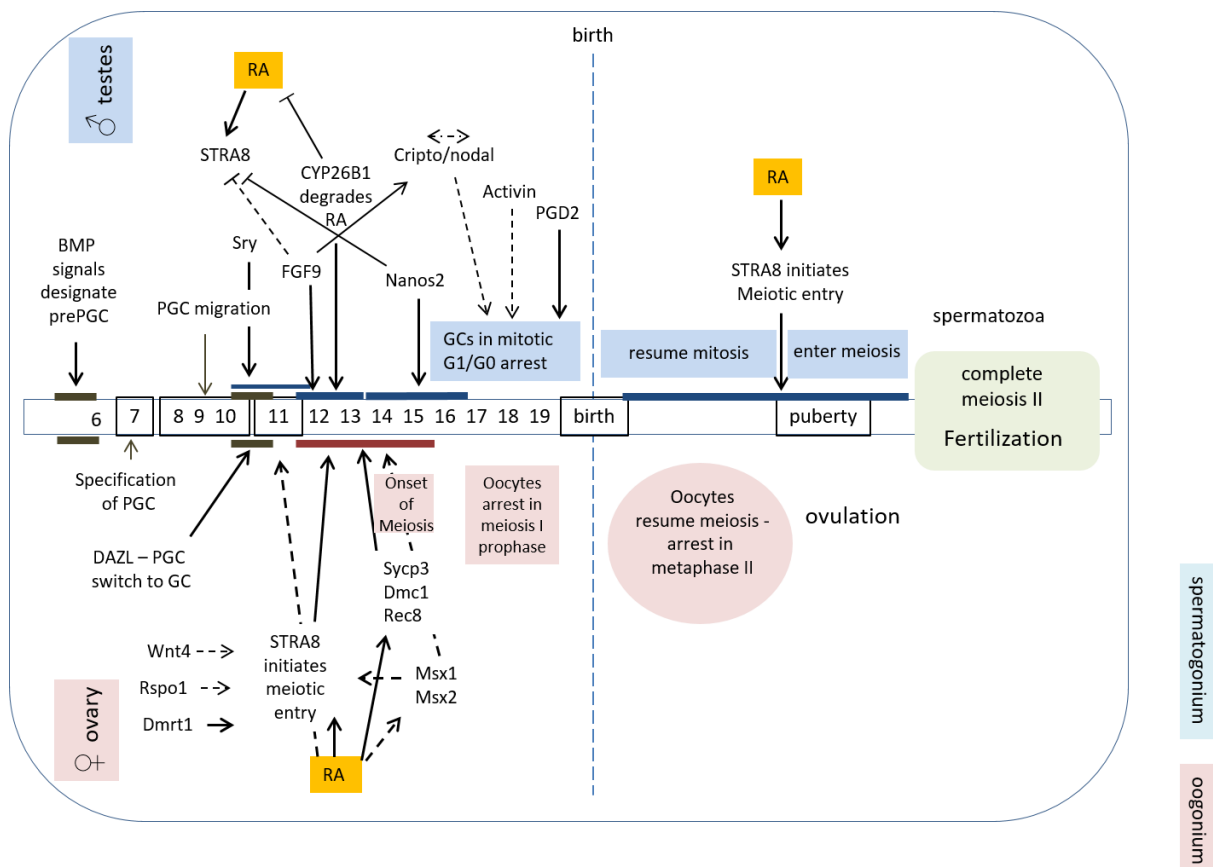 birth
♂ testes
RA
STRA8
CYP26B1
degrades
RA
Cripto/nodal
Activin
PGD2
RA
BMP
signals
designate
prePGC
Sry
FGF9
Nanos2
PGC migration
STRA8 initiates
Meiotic entry
GCs in mitotic
G1/G0 arrest
resume mitosis
enter meiosis
spermatozoa
complete
meiosis II
Fertilization
6 7 8 9 10 11 12 13 14 15 16 17 18 19 birth puberty
Specification
of PGC
Onset
of
Meiosis
Oocytes
arrest in
meiosis I
prophase
Oocytes
resume meiosis -
arrest in
metaphase II
ovulation
DAZL – PGC
switch to GC
Sycp3
Dmc1
Rec8
Wnt4
Rspo1
Dmrt1
STRA8
initiates
meiotic
entry
Msx1
Msx2
♀ ovary
RA
spermatogonium
oogonium